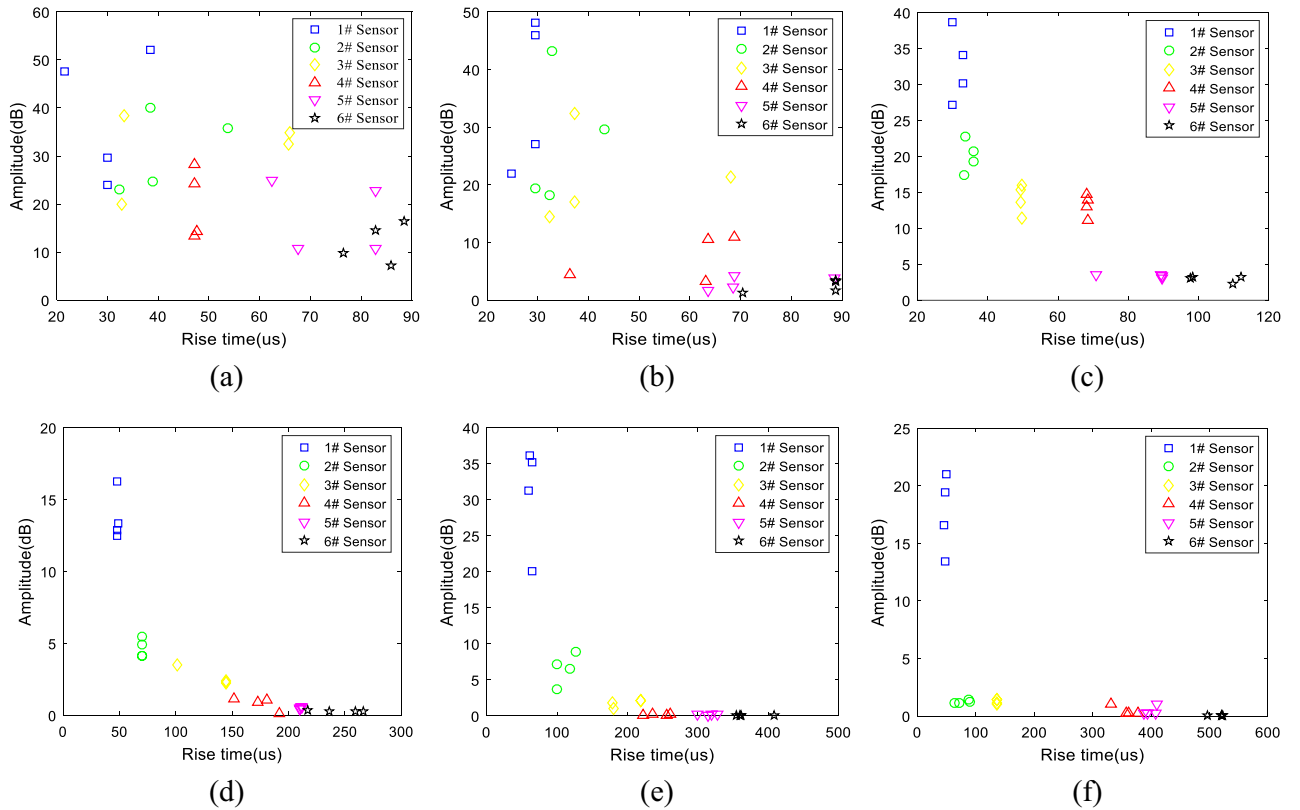 60
50
40
30
20
10
0
Amplitude(dB)
1# Sensor
2# Sensor
3# Sensor
4# Sensor
5# Sensor
6# Sensor
20 30 40 50 60 70 80 90
Rise time(us)
(a)
50
40
30
20
10
0
Amplitude(dB)
1# Sensor
2# Sensor
3# Sensor
4# Sensor
5# Sensor
6# Sensor
20 30 40 50 60 70 80 90
Rise time(us)
(b)
40
35
30
25
20
15
10
5
0
Amplitude(dB)
1# Sensor
2# Sensor
3# Sensor
4# Sensor
5# Sensor
6# Sensor
20 40 60 80 100 120
Rise time(us)
(c)
20
15
10
5
0
Amplitude(dB)
1# Sensor
2# Sensor
3# Sensor
4# Sensor
5# Sensor
6# Sensor
0 50 100 150 200 250 300
Rise time(us)
(d)
40
35
30
25
20
15
10
5
0
Amplitude(dB)
1# Sensor
2# Sensor
3# Sensor
4# Sensor
5# Sensor
6# Sensor
0 100 200 300 400 500
Rise time(us)
(e)
25
20
15
10
5
0
Amplitude(dB)
1# Sensor
2# Sensor
3# Sensor
4# Sensor
5# Sensor
6# Sensor
0 100 200 300 400 500 600
Rise time(us)
(f)